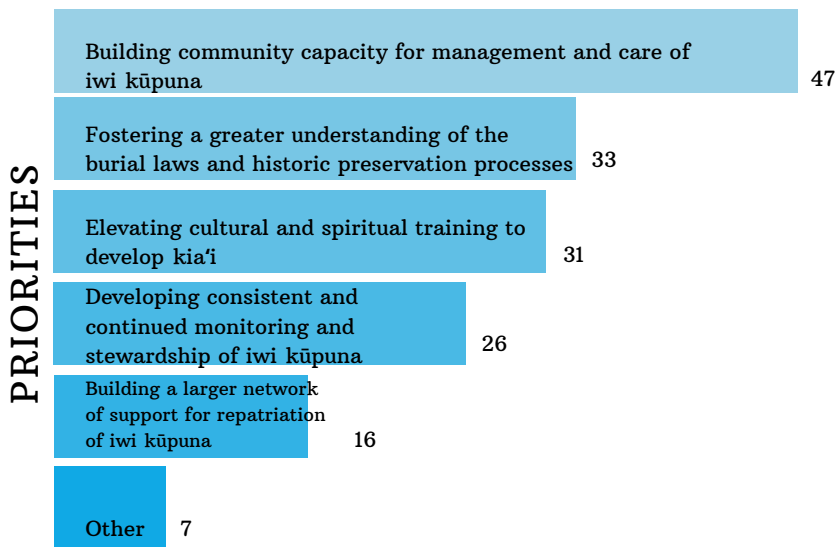 PRIORITIES
Building community capacity for management and care of
iwi kūpuna
47
Fostering a greater understanding of the
burial laws and historic preservation processes
33
Elevating cultural and spiritual training to
develop kiaʻi
31
Developing consistent and
continued monitoring and
stewardship of iwi kūpuna
26
Building a larger network
of support for repatriation
of iwi kūpuna
16
Other
7